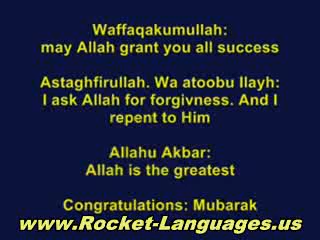 Waffaqakumullah:
may Allah grant you all success
Astaghfirullah. Wa atoobu Ilayh:
I ask Allah for forgivness. And I
repent to Him
Allahu Akbar:
Allah is the greatest
Congratulations: Mubarak
www.Rocket-Languages.us